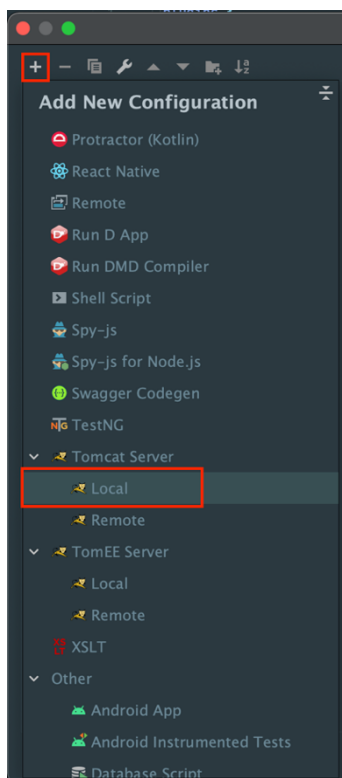 Add New Configuration
Protractor (Kotlin)
React Native
Remote
Run D App
Run DMD Compiler
Shell Script
Spy-js
Spy-js for Node.js
Swagger Codegen
NG TestNG
Tomcat Server
Local
Remote
TomEE Server
Local
Remote
XSLT
Other
Android App
Android Instrumented Tests
Database Script